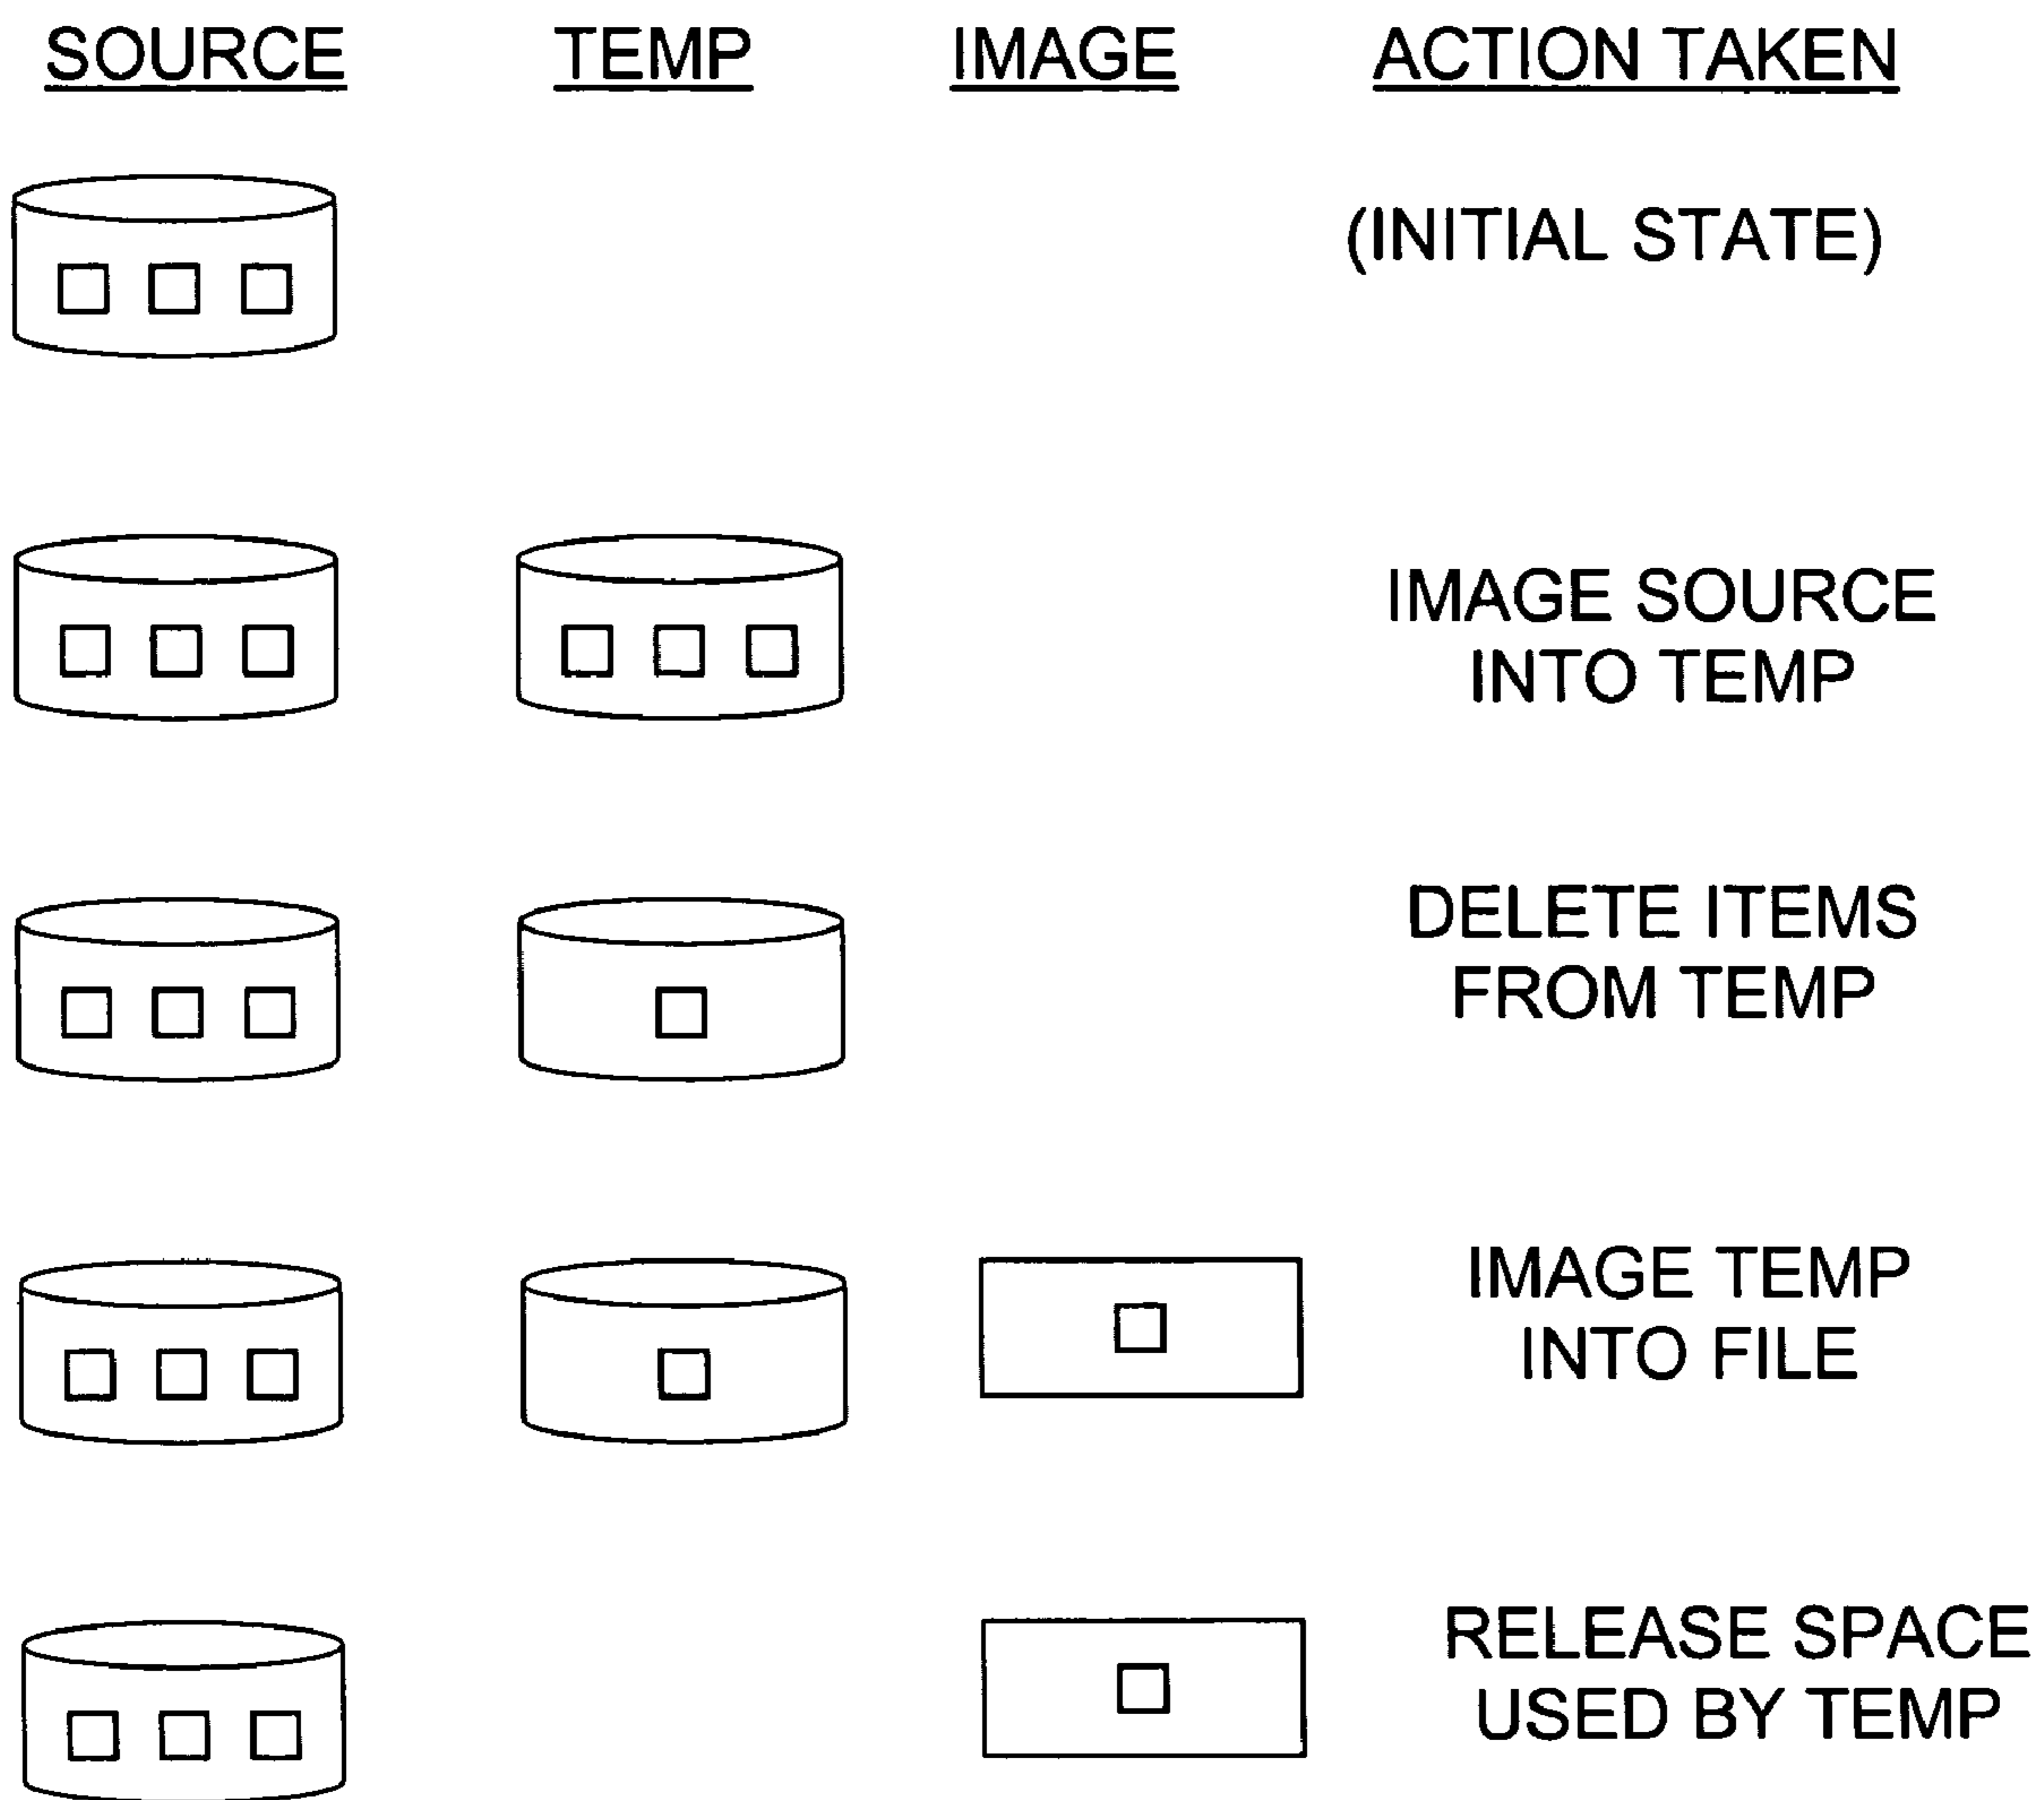 SOURCE TEMP IMAGE ACTION TAKEN
(INITIAL STATE)
IMAGE SOURCE
INTO TEMP
DELETE ITEMS
FROM TEMP
IMAGE TEMP
INTO FILE
RELEASE SPACE
USED BY TEMP